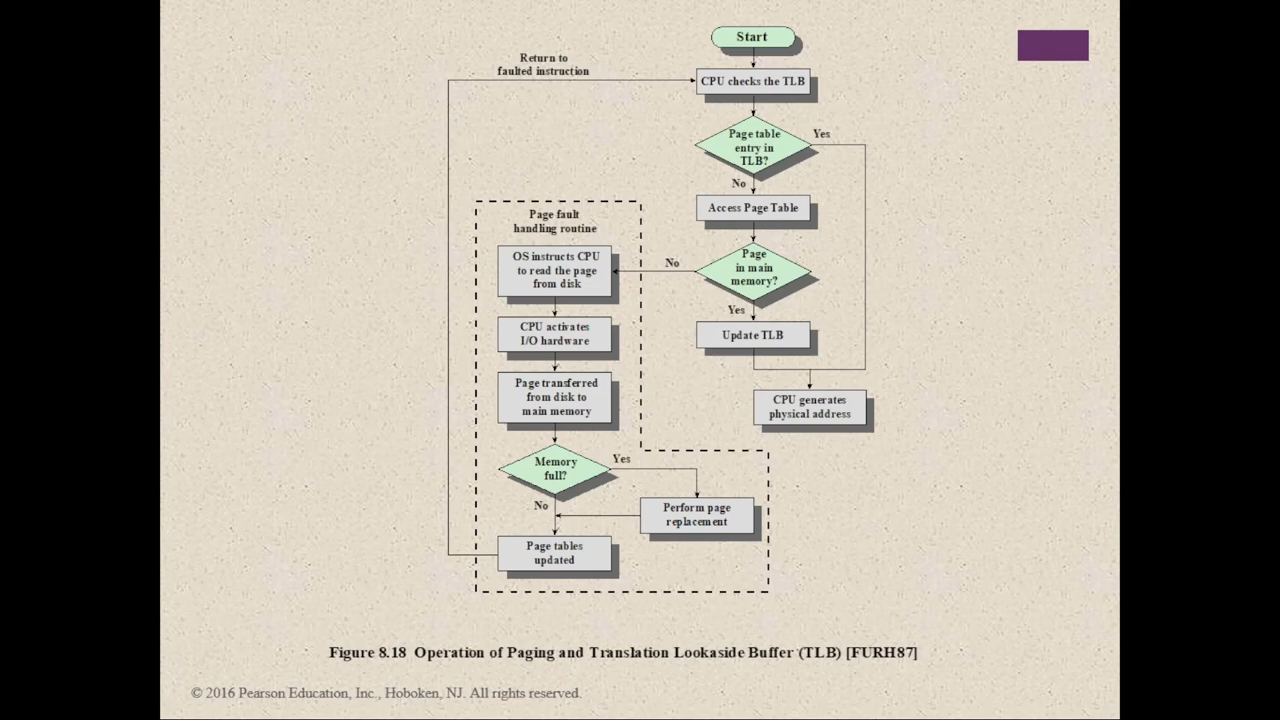 Start
Return to
faulted instruction
CPU checks the TLB
Page table
entry in
TLB?
Yes
No
Access Page Table
Page fault
handling routine
OS instructs CPU
to read the page
from disk
No
Page
in main
memory?
Yes
CPU activates
I/O hardware
Update TLB
Page transferred
from disk to
main memory
CPU generates
physical address
Memory
full?
Yes
No
Perform page
replacement
Page tables
updated
Figure 8.18 Operation of Paging and Translation Lookaside Buffer (TLB) [FURH87]
© 2016 Pearson Education, Inc., Hoboken, NJ. All rights reserved.